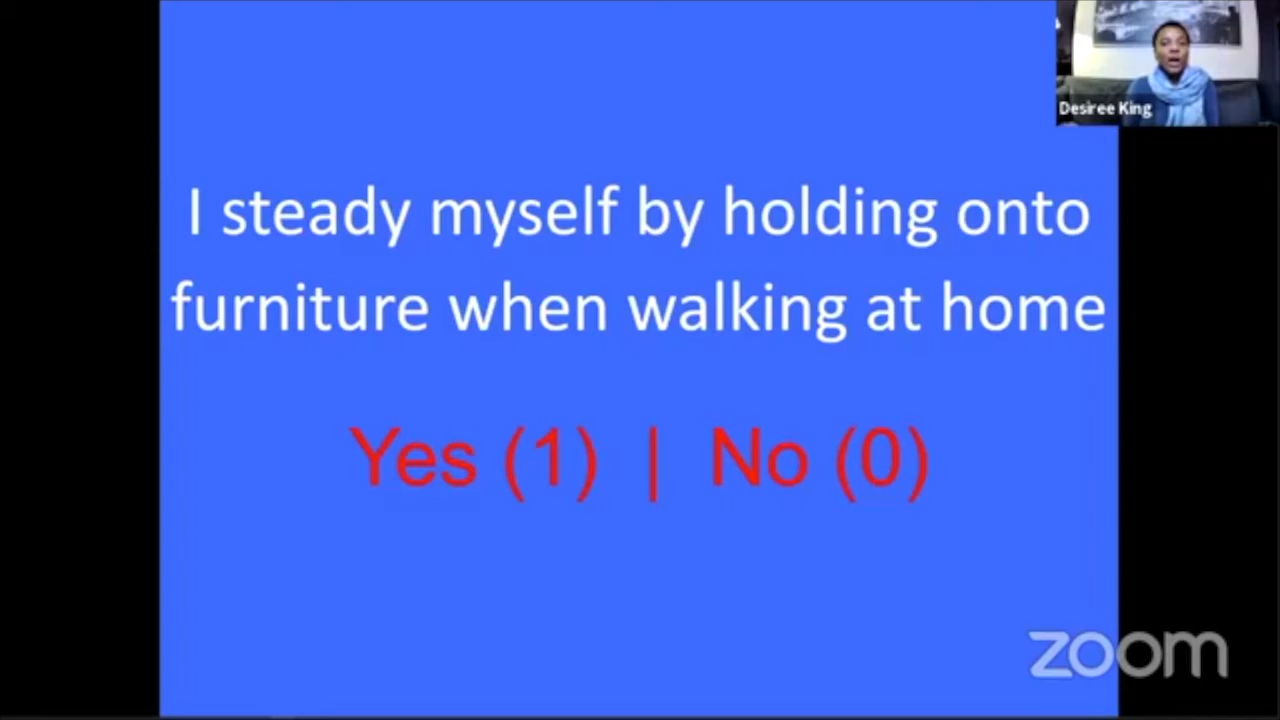 Desiree King
I steady myself by holding onto
furniture when walking at home
Yes (1) | No (0)
zoom